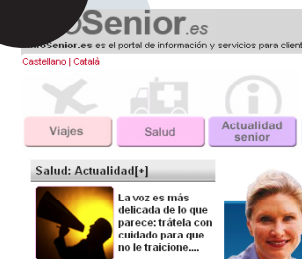 Senior.es
Senior.es es el portal de información y servicios para client
Castellano | Català
Viajes
Salud
Actualidad
senior
Salud: Actualidad[+]
La voz es más
delicada de lo que
parece: trátela con
cuidado para que
no le traicione....